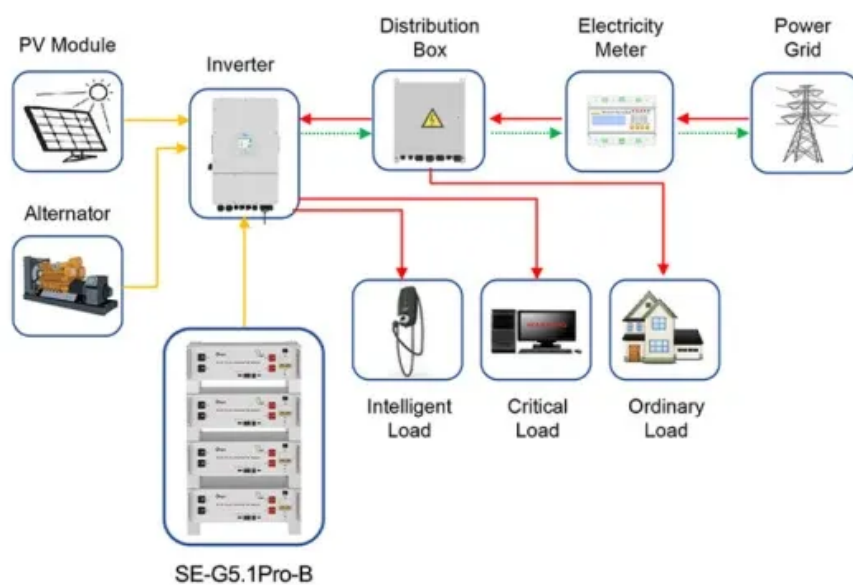 PV Module
Inverter
Distribution
Box
Electricity
Meter
Power
Grid
Alternator
Intelligent
Load
Critical
Load
Ordinary
Load
SE-G5.1Pro-B